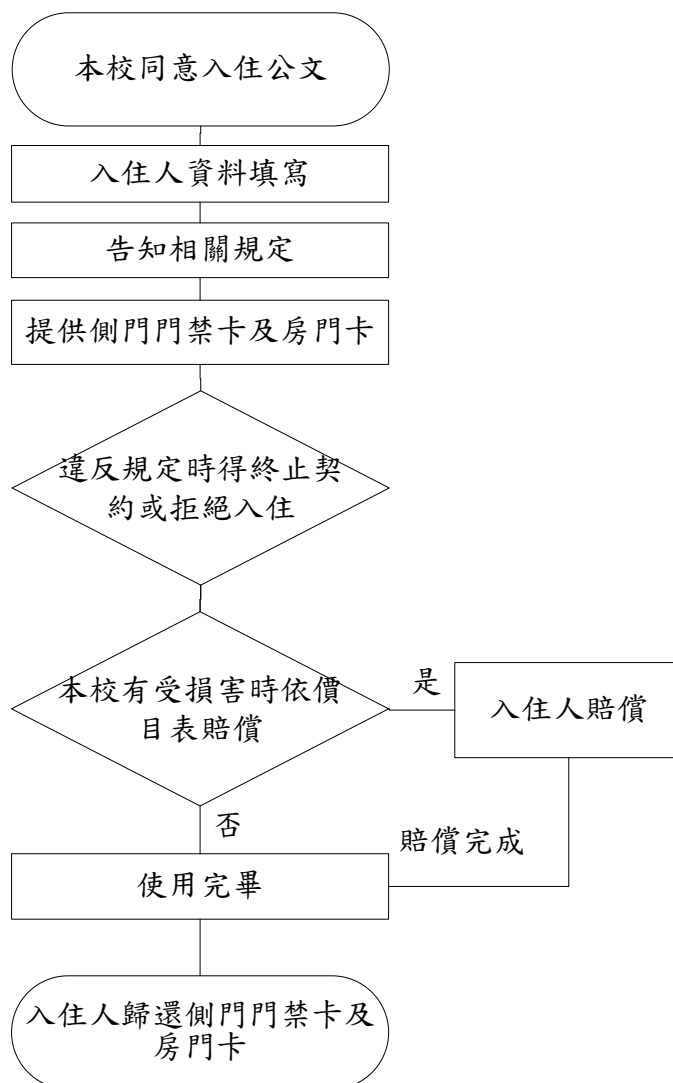 本校同意入住公文
入住人資料填寫
告知相關規定
提供側門門禁卡及房門卡
違反規定時得終止契
約或拒絕入住
本校有受損害時依價
目表賠償
是
入住人賠償
否
賠償完成
使用完畢
入住人歸還側門門禁卡及
房門卡